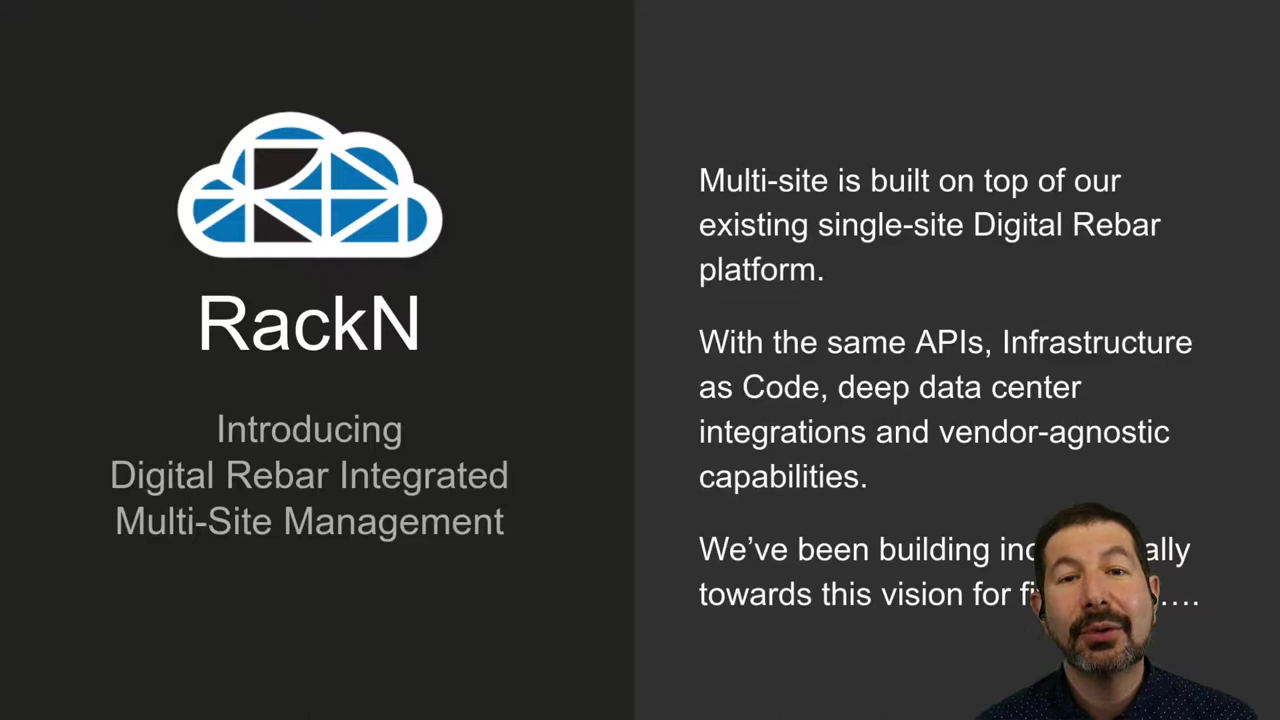 RackN
Introducing
Digital Rebar Integrated
Multi-Site Management
Multi-site is built on top of our
existing single-site Digital Rebar
platform.
With the same APIs, Infrastructure
as Code, deep data center
integrations and vendor-agnostic
capabilities.
We’ve been building
towards this vision for